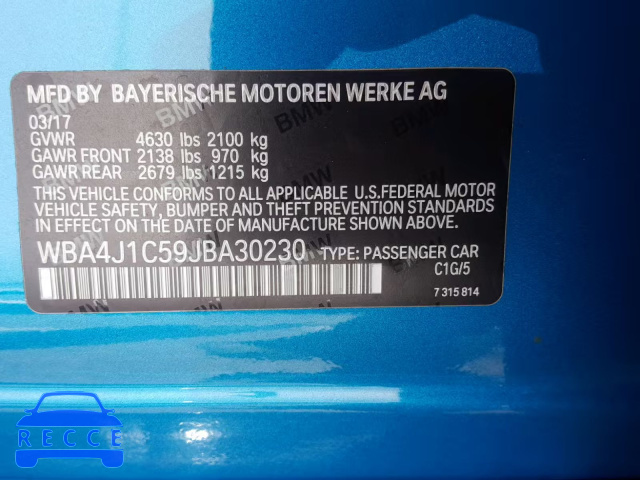 MFD BY BAYERISCHE MOTOREN WERKE AG
03/17
GVWR 4630 lbs 2100 kg
GAWR FRONT 2138 lbs 970 kg
GAWR REAR 2679 lbs 1215 kg
THIS VEHICLE CONFORMS TO ALL APPLICABLE U.S.FEDERAL MOTOR
VEHICLE SAFETY, BUMPER AND THEFT PREVENTION STANDARDS
IN EFFECT ON THE DATE OF MANUFACTURE SHOWN ABOVE.
WBA4J1C59JBA30230 TYPE: PASSENGER CAR
C1G/5
7 315 814
RECCE